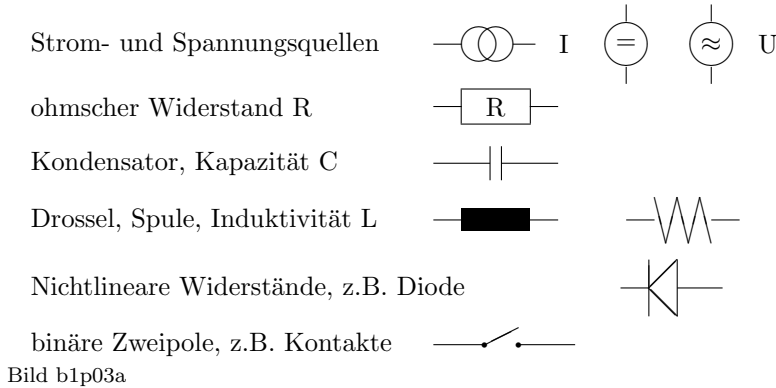 Strom- und Spannungsquellen I = ≈ U
ohmscher Widerstand R R
Kondensator, Kapazität C
Drossel, Spule, Induktivität L
Nichtlineare Widerstände, z.B. Diode
binäre Zweipole, z.B. Kontakte
Bild b1p03a